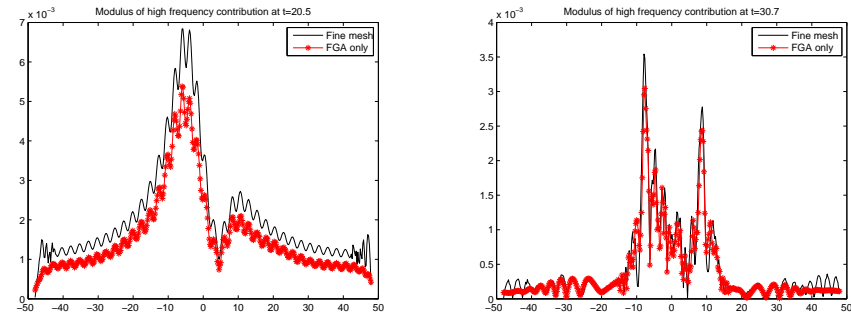 Modulus of high frequency contribution at t=20.5
x 10⁻³
Fine mesh
FGA only
7
6
5
4
3
2
1
0
−50 −40 −30 −20 −10 0 10 20 30 40 50
Modulus of high frequency contribution at t=30.7
x 10⁻³
Fine mesh
FGA only
4
3.5
3
2.5
2
1.5
1
0.5
0
−50 −40 −30 −20 −10 0 10 20 30 40 50